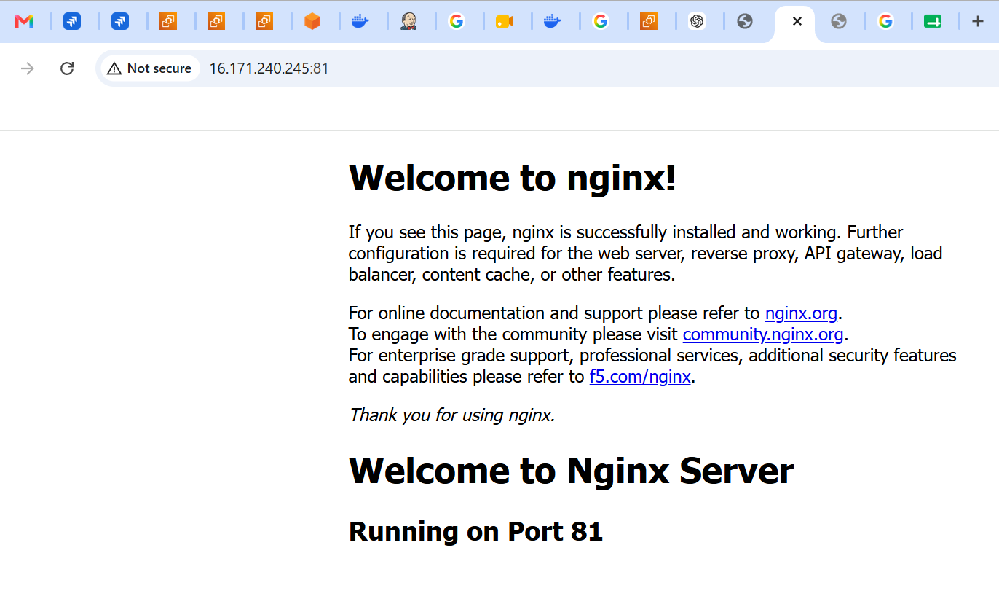 Not secure 16.171.240.245:81
Welcome to nginx!
If you see this page, nginx is successfully installed and working. Further
configuration is required for the web server, reverse proxy, API gateway, load
balancer, content cache, or other features.
For online documentation and support please refer to nginx.org.
To engage with the community please visit community.nginx.org.
For enterprise grade support, professional services, additional security features
and capabilities please refer to f5.com/nginx.
Thank you for using nginx.
Welcome to Nginx Server
Running on Port 81